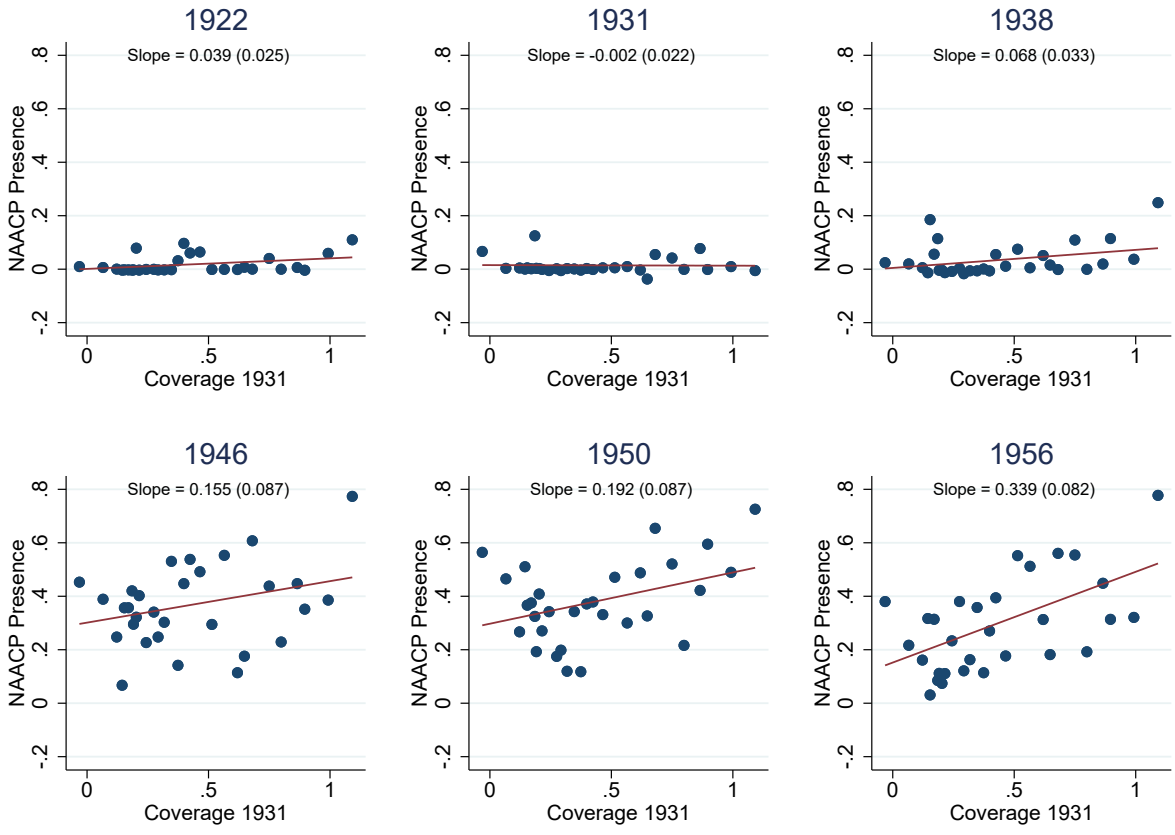 1922
Slope = 0.039 (0.025)
NAACP Presence
.8
.6
.4
.2
0
-.2
0 .5 1
Coverage 1931
1931
Slope = -0.002 (0.022)
NAACP Presence
.8
.6
.4
.2
0
-.2
0 .5 1
Coverage 1931
1938
Slope = 0.068 (0.033)
NAACP Presence
.8
.6
.4
.2
0
-.2
0 .5 1
Coverage 1931
1946
Slope = 0.155 (0.087)
NAACP Presence
.8
.6
.4
.2
0
-.2
0 .5 1
Coverage 1931
1950
Slope = 0.192 (0.087)
NAACP Presence
.8
.6
.4
.2
0
-.2
0 .5 1
Coverage 1931
1956
Slope = 0.339 (0.082)
NAACP Presence
.8
.6
.4
.2
0
-.2
0 .5 1
Coverage 1931